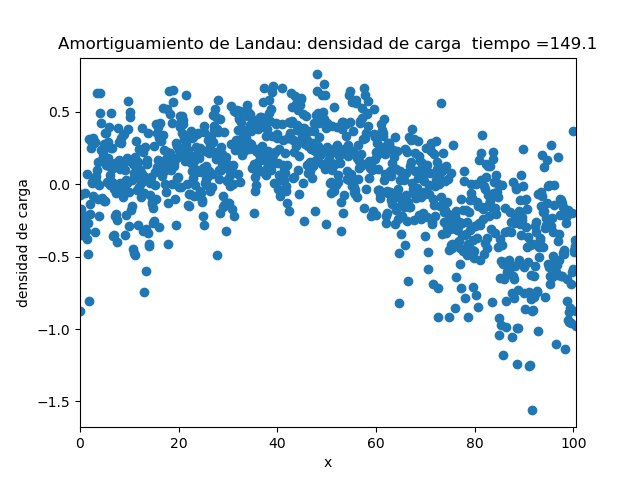 Amortiguamiento de Landau: densidad de carga  tiempo =149.1
0.5
0.0
−0.5
−1.0
−1.5
densidad de carga
0 20 40 60 80 100
x